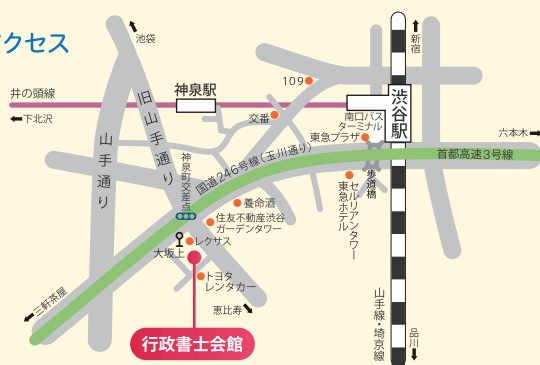 アクセス
池袋
新宿
109
井の頭線
神泉駅
渋谷駅
下北沢
旧山手通り
交番
南口バス
ターミナル
東急プラザ
六本木
山手通り
神泉町交差点
国道246号線（玉川通り）
首都高速3号線
歩道橋
セルリアンタワー
東急ホテル
養命酒
住友不動産渋谷
ガーデンタワー
レクサス
大坂上
トヨタ
レンタカー
三軒茶屋
恵比寿
山手線・埼京線
品川
行政書士会館